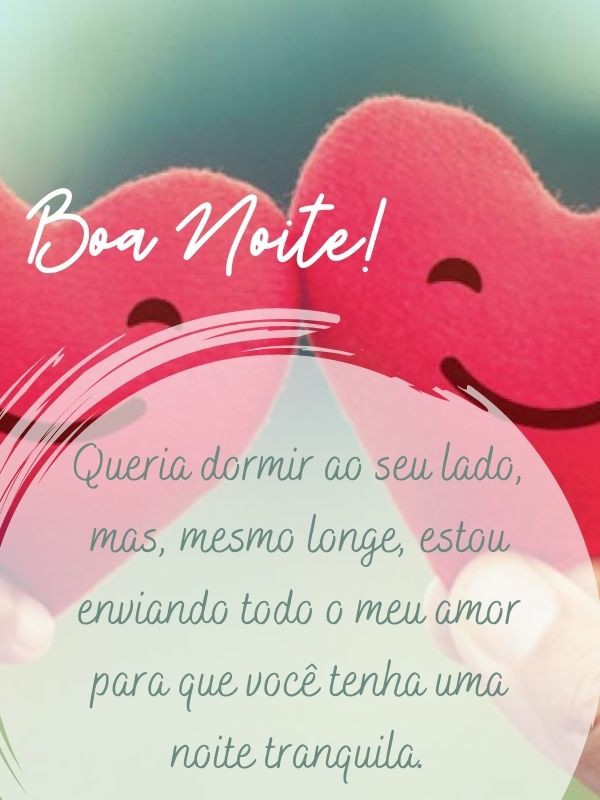 Boa Noite!
Queria dormir ao seu lado,
mas, mesmo longe, estou
enviando todo o meu amor
para que você tenha uma
noite tranquila.